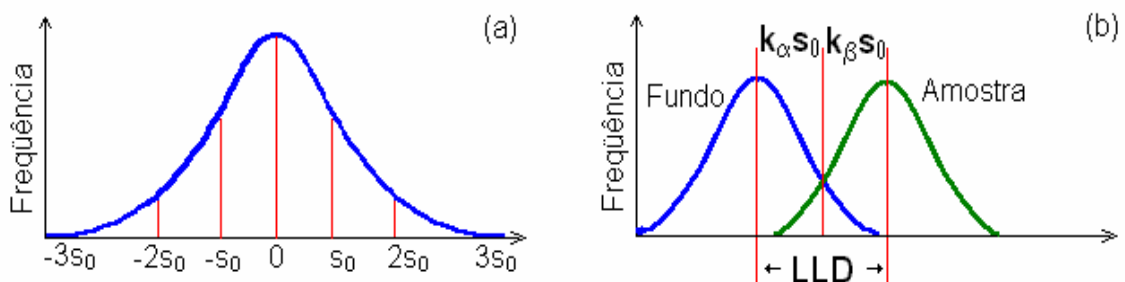 (a)
Freqüência
-3s₀ -2s₀ -s₀ 0 s₀ 2s₀ 3s₀
(b)
kαs₀ kβs₀
Fundo
Amostra
Freqüência
← LLD →